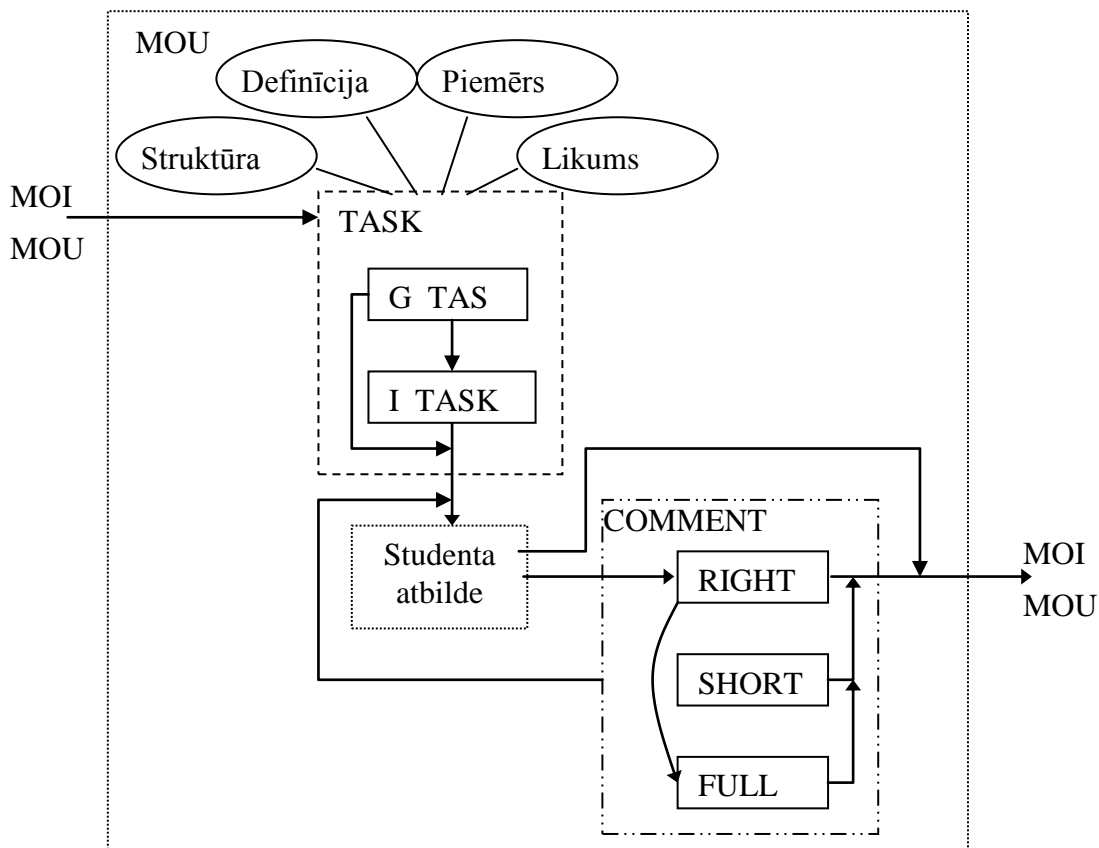 MOU
Definīcija
Piemērs
Struktūra
Likums
MOI
MOU
TASK
G TAS
I TASK
Studenta
atbilde
COMMENT
RIGHT
SHORT
FULL
MOI
MOU